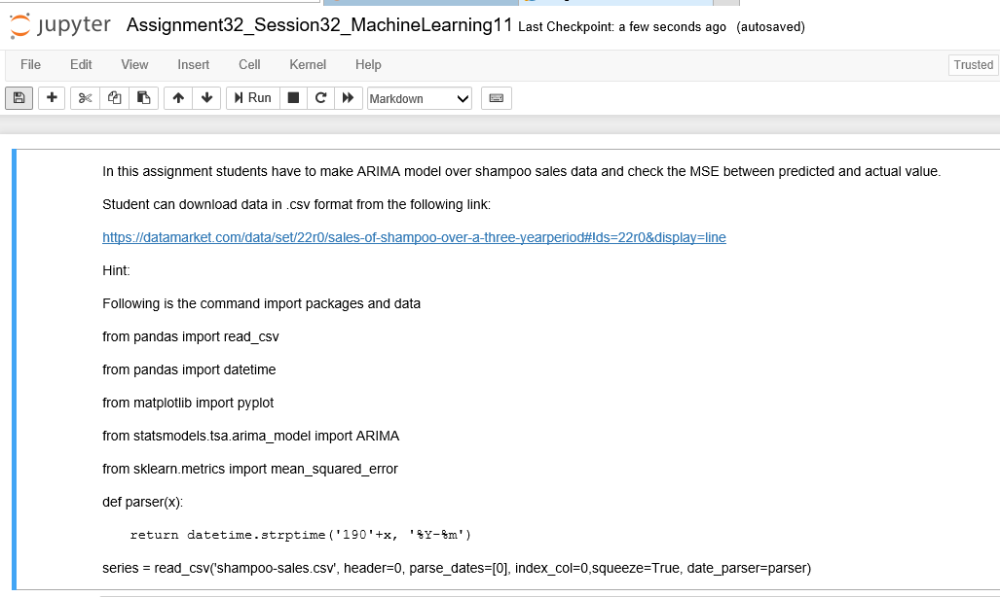 jupyter Assignment32_Session32_MachineLearning11 Last Checkpoint: a few seconds ago (autosaved)
File Edit View Insert Cell Kernel Help Trusted
Run Markdown
In this assignment students have to make ARIMA model over shampoo sales data and check the MSE between predicted and actual value.
Student can download data in .csv format from the following link:
https://datamarket.com/data/set/22r0/sales-of-shampoo-over-a-three-yearperiod#!ds=22r0&display=line
Hint:
Following is the command import packages and data
from pandas import read_csv
from pandas import datetime
from matplotlib import pyplot
from statsmodels.tsa.arima_model import ARIMA
from sklearn.metrics import mean_squared_error
def parser(x):
return datetime.strptime('190'+x, '%Y-%m')
series = read_csv('shampoo-sales.csv', header=0, parse_dates=[0], index_col=0,squeeze=True, date_parser=parser)